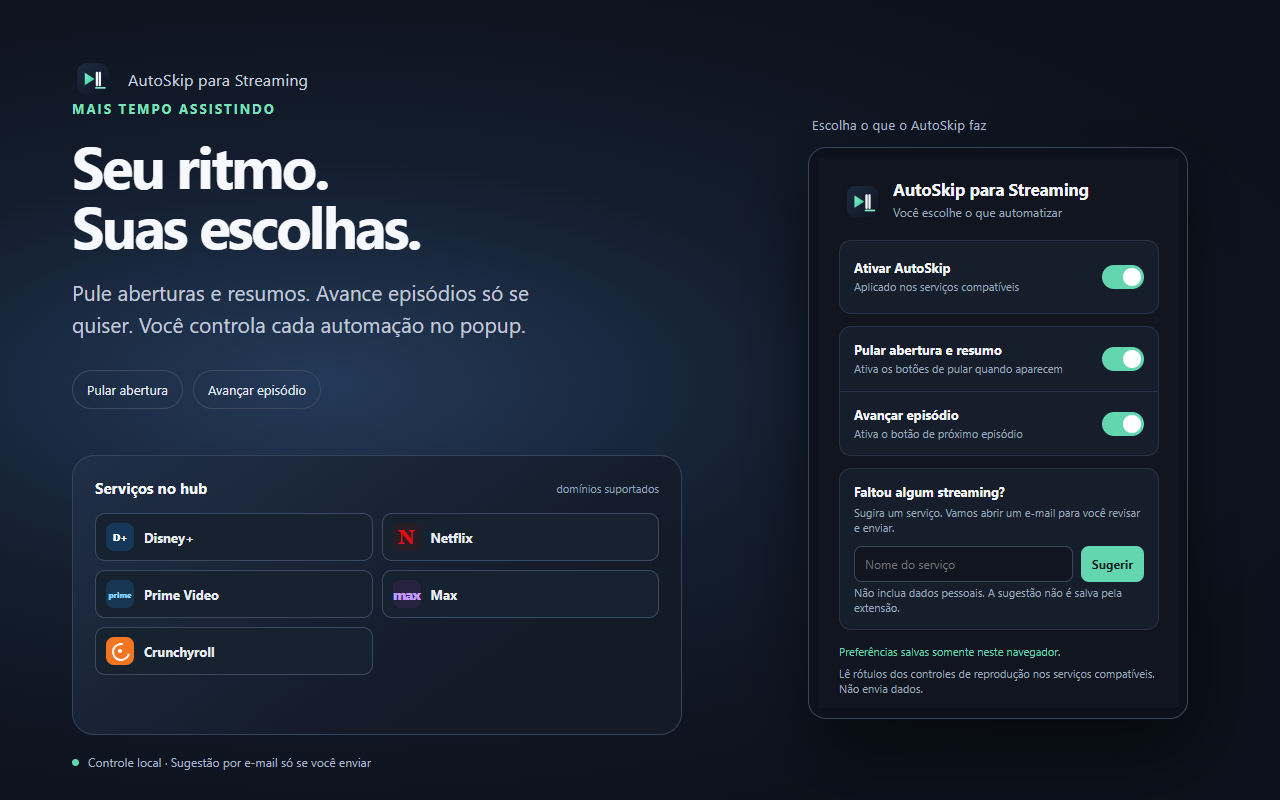 AutoSkip para Streaming
MAIS TEMPO ASSISTINDO
Seu ritmo.
Suas escolhas.
Pule aberturas e resumos. Avance episódios só se
quiser. Você controla cada automação no popup.
Pular abertura
Avançar episódio
Serviços no hub
domínios suportados
D+
Disney+
N
Netflix
prime
Prime Video
max
Max
Crunchyroll
Controle local · Sugestão por e-mail só se você enviar
Escolha o que o AutoSkip faz
AutoSkip para Streaming
Você escolhe o que automatizar
Ativar AutoSkip
Aplicado nos serviços compatíveis
Pular abertura e resumo
Ativa os botões de pular quando aparecem
Avançar episódio
Ativa o botão de próximo episódio
Faltou algum streaming?
Sugira um serviço. Vamos abrir um e-mail para você revisar
e enviar.
Nome do serviço
Sugerir
Não inclua dados pessoais. A sugestão não é salva pela
extensão.
Preferências salvas somente neste navegador.
Lê rótulos dos controles de reprodução nos serviços compatíveis.
Não envia dados.